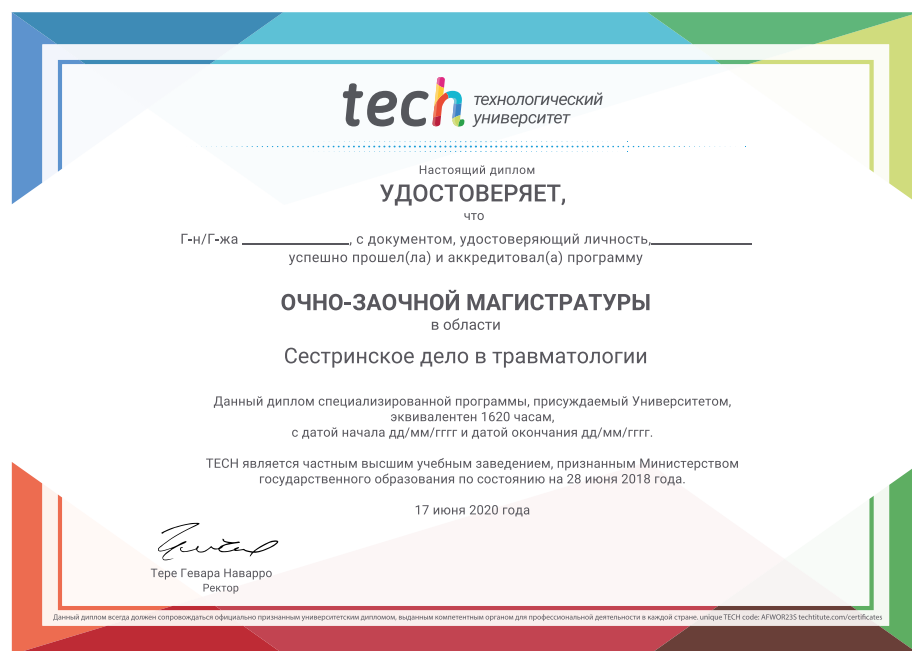 tech технологический
университет
Настоящий диплом
УДОСТОВЕРЯЕТ,
что
Г-н/Г-жа ________________, с документом, удостоверяющий личность,_______________
успешно прошел(ла) и аккредитовал(а) программу
ОЧНО-ЗАОЧНОЙ МАГИСТРАТУРЫ
в области
Сестринское дело в травматологии
Данный диплом специализированной программы, присуждаемый Университетом,
эквивалентен 1620 часам,
с датой начала дд/мм/гггг и датой окончания дд/мм/гггг.
TECH является частным высшим учебным заведением, признанным Министерством
государственного образования по состоянию на 28 июня 2018 года.
17 июня 2020 года
Тере Гевара Наварро
Ректор
Данный диплом всегда должен сопровождаться официально признанным университетским дипломом, выданным компетентным органом для профессиональной деятельности в каждой стране. unique TECH code: AFWOR23S techtitute.com/certificates